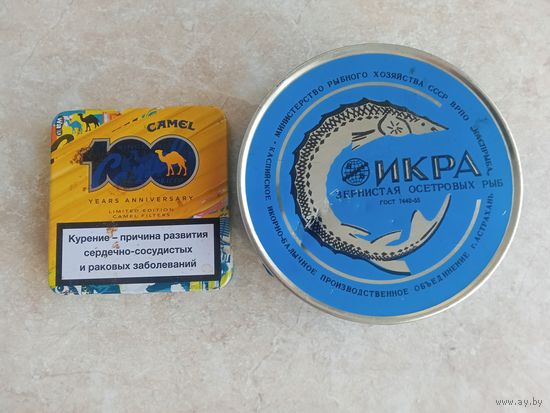 CAMEL
100
YEARS ANNIVERSARY
LIMITED EDITION
CAMEL FILTERS
Курение – причина развития
сердечно-сосудистых
и раковых заболеваний
МИНИСТЕРСТВО РЫБНОГО ХОЗЯЙСТВА СССР ВРПО
ИКРА
ЗЕРНИСТАЯ ОСЕТРОВЫХ РЫБ
ГОСТ 7442-55
КАСПИЙСКОЕ ИКОРНО-БАЛЫЧНОЕ ПРОИЗВОДСТВЕННОЕ ОБЪЕДИНЕНИЕ Г.АСТРАХАНЬ
www.ay.by